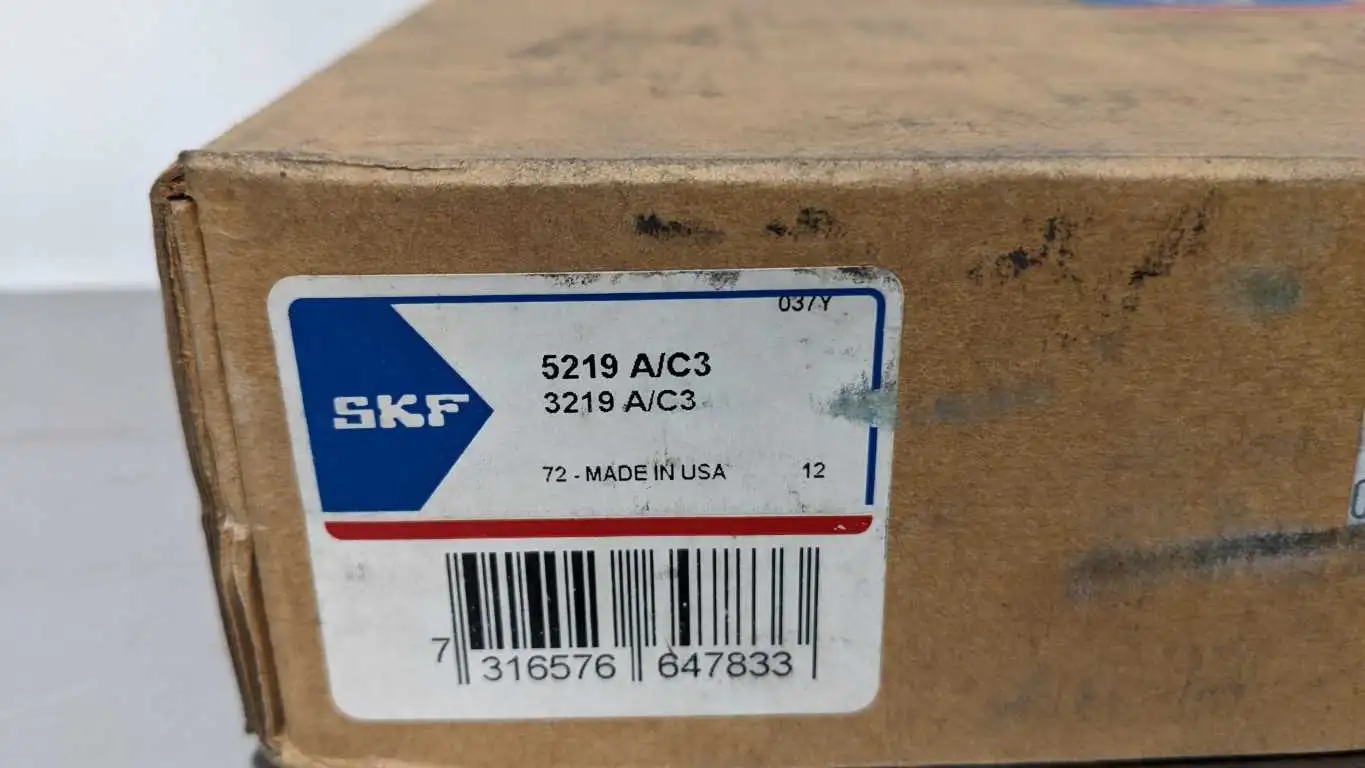 037Y
5219 A/C3
3219 A/C3
SKF
72 - MADE IN USA 12
7 316576 647833